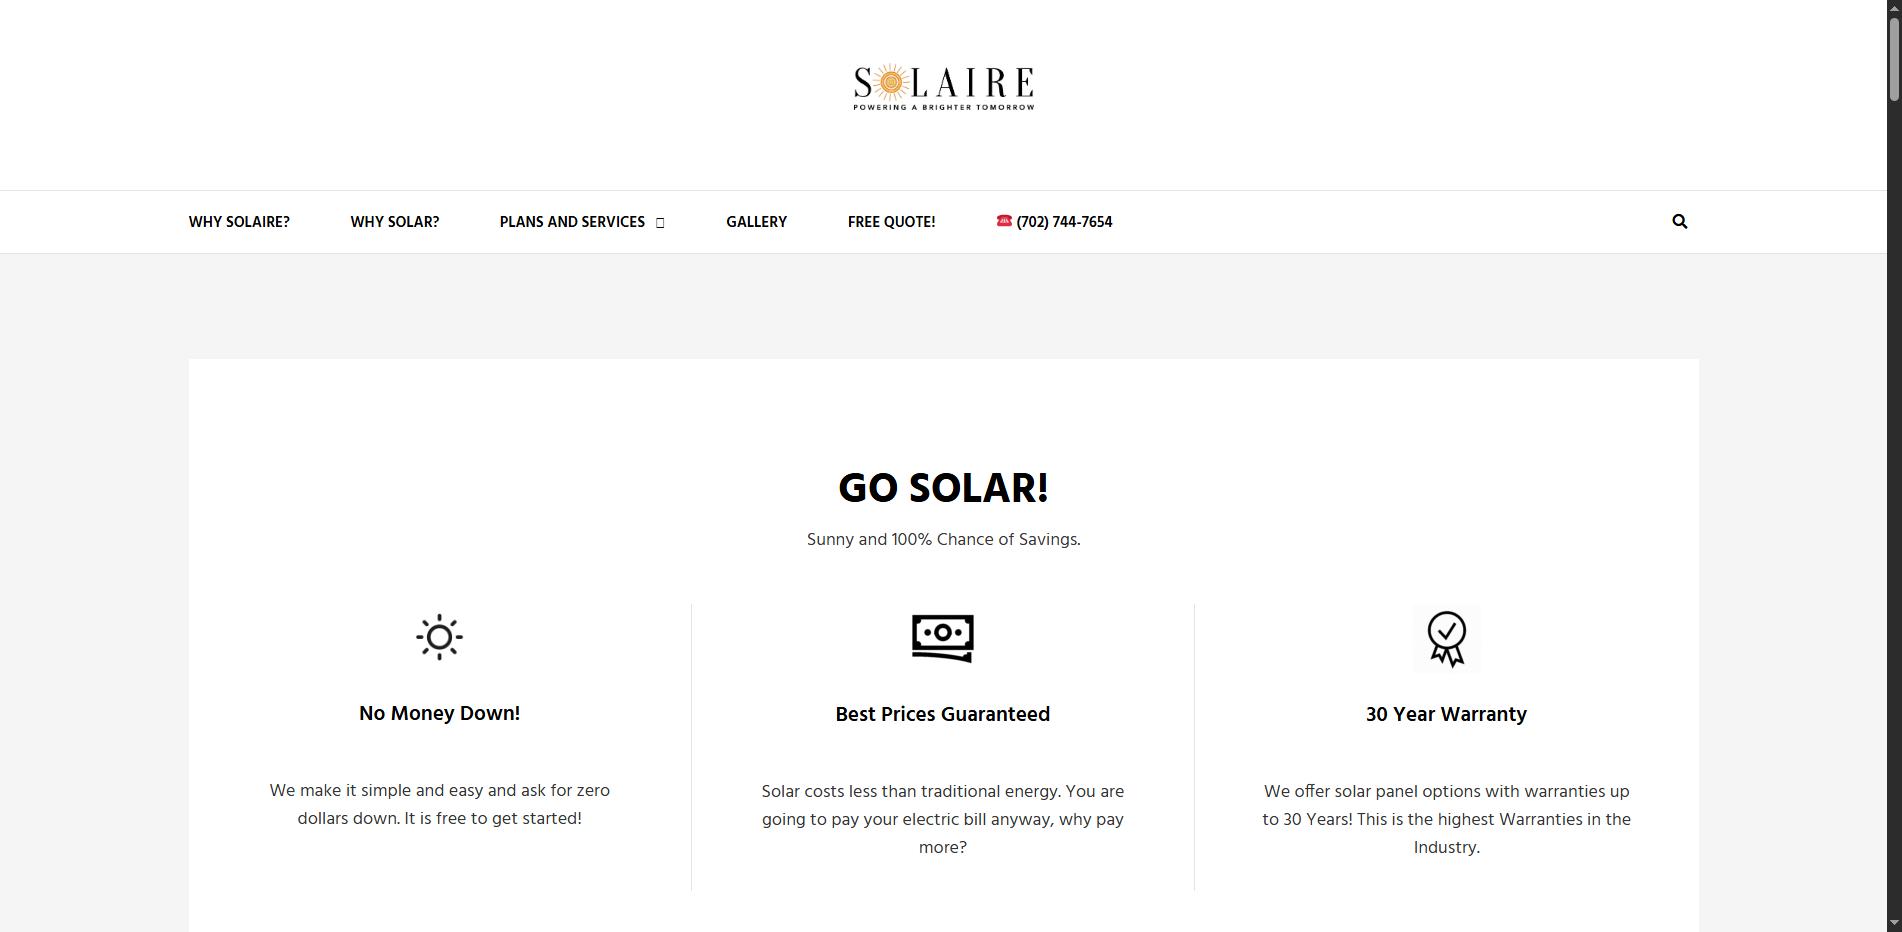 SOLAIRE
POWERING A BRIGHTER TOMORROW
WHY SOLAIRE? WHY SOLAR? PLANS AND SERVICES GALLERY FREE QUOTE! (702) 744-7654
GO SOLAR!
Sunny and 100% Chance of Savings.
No Money Down!
We make it simple and easy and ask for zero
dollars down. It is free to get started!
Best Prices Guaranteed
Solar costs less than traditional energy. You are
going to pay your electric bill anyway, why pay
more?
30 Year Warranty
We offer solar panel options with warranties up
to 30 Years! This is the highest Warranties in the
Industry.